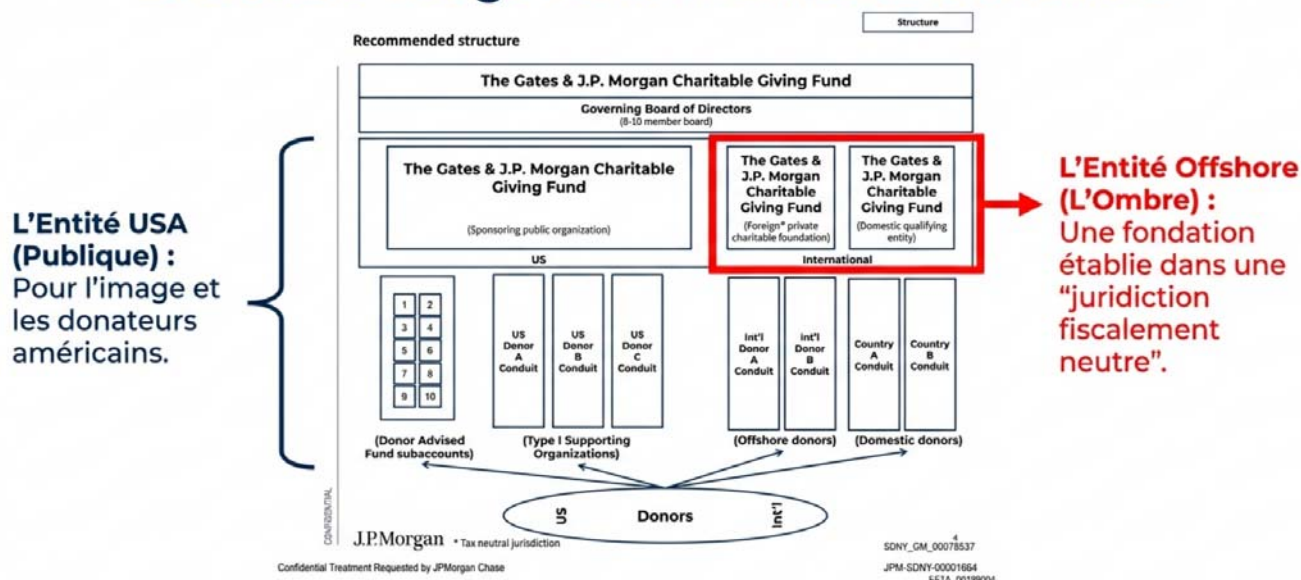 Structure
Recommended structure
The Gates & J.P. Morgan Charitable Giving Fund
Governing Board of Directors
(8-10 member board)
The Gates & J.P. Morgan Charitable
Giving Fund
(Sponsoring public organization)
US
The Gates &
J.P. Morgan
Charitable
Giving Fund
(Foreign* private
charitable foundation)
The Gates &
J.P. Morgan
Charitable
Giving Fund
(Domestic qualifying
entity)
International
L'Entité USA
(Publique) :
Pour l'image et
les donateurs
américains.
L'Entité Offshore
(L'Ombre) :
Une fondation
établie dans une
“juridiction
fiscalement
neutre”.
1 2
3 4
5 6
7 8
9 10
US
Donor
A
Conduit
US
Donor
B
Conduit
US
Donor
C
Conduit
Int'l
Donor
A
Conduit
Int'l
Donor
B
Conduit
Country
A
Conduit
Country
B
Conduit
(Donor Advised
Fund subaccounts)
(Type I Supporting
Organizations)
(Offshore donors)
(Domestic donors)
US
Donors
Int'l
CONFIDENTIAL
J.P.Morgan
* Tax neutral jurisdiction
4
SDNY_GM_00078537
Confidential Treatment Requested by JPMorgan Chase
JPM-SDNY-00001664